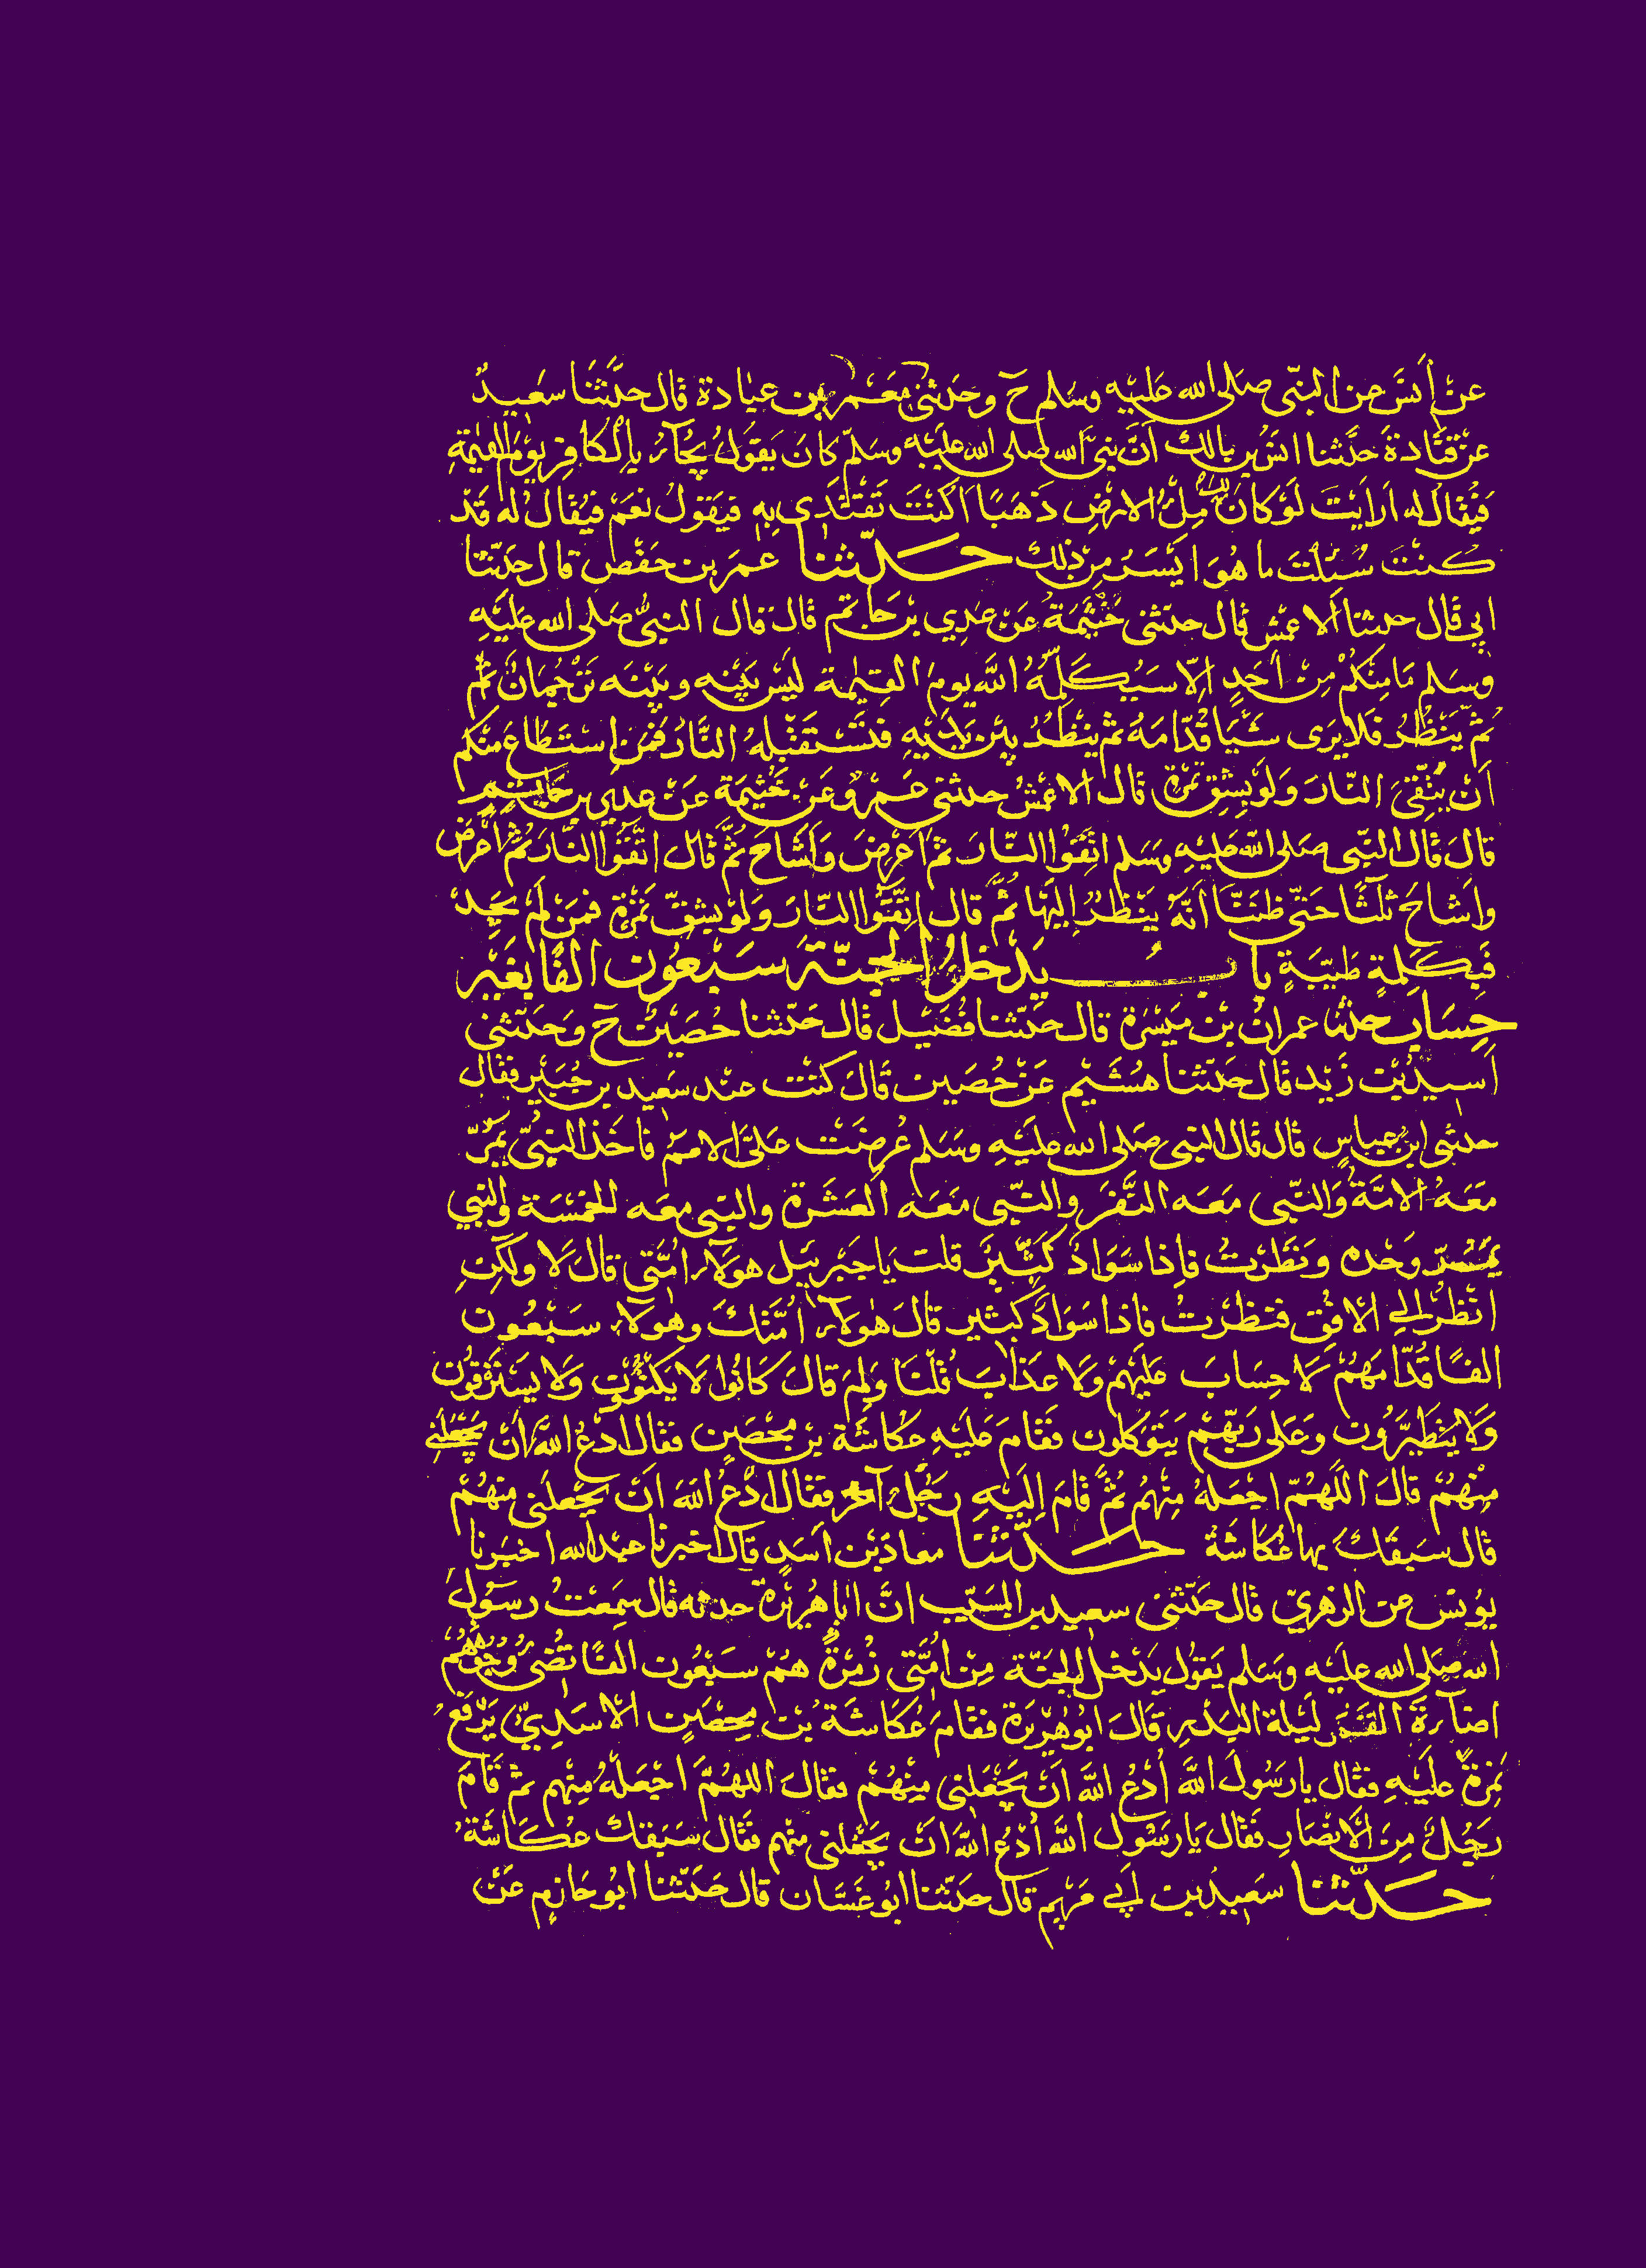 عن أنس عن النبي صلى الله عليه وسلم ح وحدثني معمر بن عبادة قال حدثنا سعيد
عن قتادة حدثنا انس بن مالك ان نبي الله صلى الله عليه وسلم كان يقول يجاء بالكافر يوم القيمة
فيقال له ارايت لو كان لك ملء الارض ذهبا اكنت تفتدى به فيقول نعم فيقال له قد
كنت سئلت ما هو ايسر من ذلك حدثنا عمر بن حفص قال حدثنا
ابي قال حدثنا الاعمش قال حدثني خيثمة عن عدي بن حاتم قال قال النبي صلى الله عليه
وسلم ما منكم من احد الا سيكلمه الله يوم القيمة ليس بينه وبينه ترجمان ثم
ثم ينظر فلا يرى شيا قدامه ثم ينظر بين يديه فتستقبله النار فمن استطاع منكم
ان يتقي النار ولو بشق تمرة قال الاعمش حدثني عمرو عن خيثمة عن عدي بن حاتم
قال قال النبي صلى الله عليه وسلم اتقوا النار ثم اعرض واشاح ثم قال اتقوا النار ثم اعرض
واشاح ثلثا حتى ظننا انه ينظر إليها ثم قال اتقوا النار ولو بشق تمرة فمن لم يجد
فبكلمة طيبة باب يدخل الجنة سبعون الفا بغير
حساب حدثنا عمران بن ميسرة قال حدثنا فضيل قال حدثنا حصين ح وحدثني
اسيد بن زيد قال حدثنا هشيم عن حصين قال كنت عند سعيد بن جبير فقال
حدثني ابن عباس قال قال النبي صلى الله عليه وسلم عرضت علي الامم فاخذ النبي يمر
معه الامة والنبي معه النفر والنبي معه العشرة والنبي معه الخمسة والنبي
يمر وحده ونظرت فاذا سواد كثير قلت يا جبريل هولاء امتي قال لا ولكن
انظر الي الافق فنظرت فاذا سواد كثير قال هولاء امتك وهولاء سبعون
الفا قدامهم لا حساب عليهم ولا عذاب قلنا ولم قال كانوا لا يكتوون ولا يسترقون
ولا يتطيرون وعلى ربهم يتوكلون فقام عليه عكاشة بن محصن فقال ادع الله ان يجعلني
منهم قال اللهم اجعله منهم ثم قام اليه رجل آخر فقال ادع الله ان يجعلني منهم
قال سبقك بها عكاشة حدثنا معاذ بن اسد قال اخبرنا عبد الله اخبرنا
يونس عن الزهري قال حدثني سعيد بن المسيب ان ابا هريرة حدثه قال سمعت رسول
الله صلى الله عليه وسلم يقول يدخل الجنة من امتي زمرة هم سبعون الفا تضئ وجوههم
اضاءة القمر ليلة البدر قال ابو هريرة فقام عكاشة بن محصن الاسدي يرفع
نمرة عليه فقال يا رسول الله ادع الله ان يجعلني منهم فقال اللهم اجعله منهم ثم قام
رجل من الانصار فقال يا رسول الله ادع الله ان يجعلني منهم فقال سبقك عكاشة
حدثنا سعيد بن ابي مريم قال حدثنا ابو غسان قال حدثنا ابو حازم عن